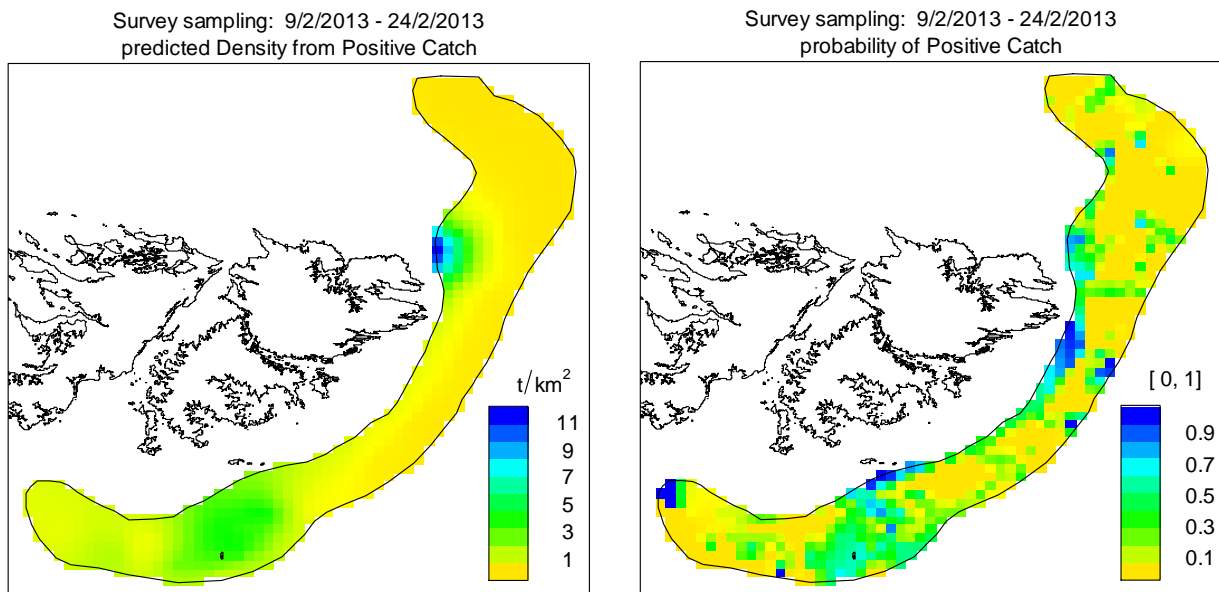 Survey sampling: 9/2/2013 - 24/2/2013
predicted Density from Positive Catch
t/km²
11
9
7
5
3
1
Survey sampling: 9/2/2013 - 24/2/2013
probability of Positive Catch
[ 0, 1]
0.9
0.7
0.5
0.3
0.1